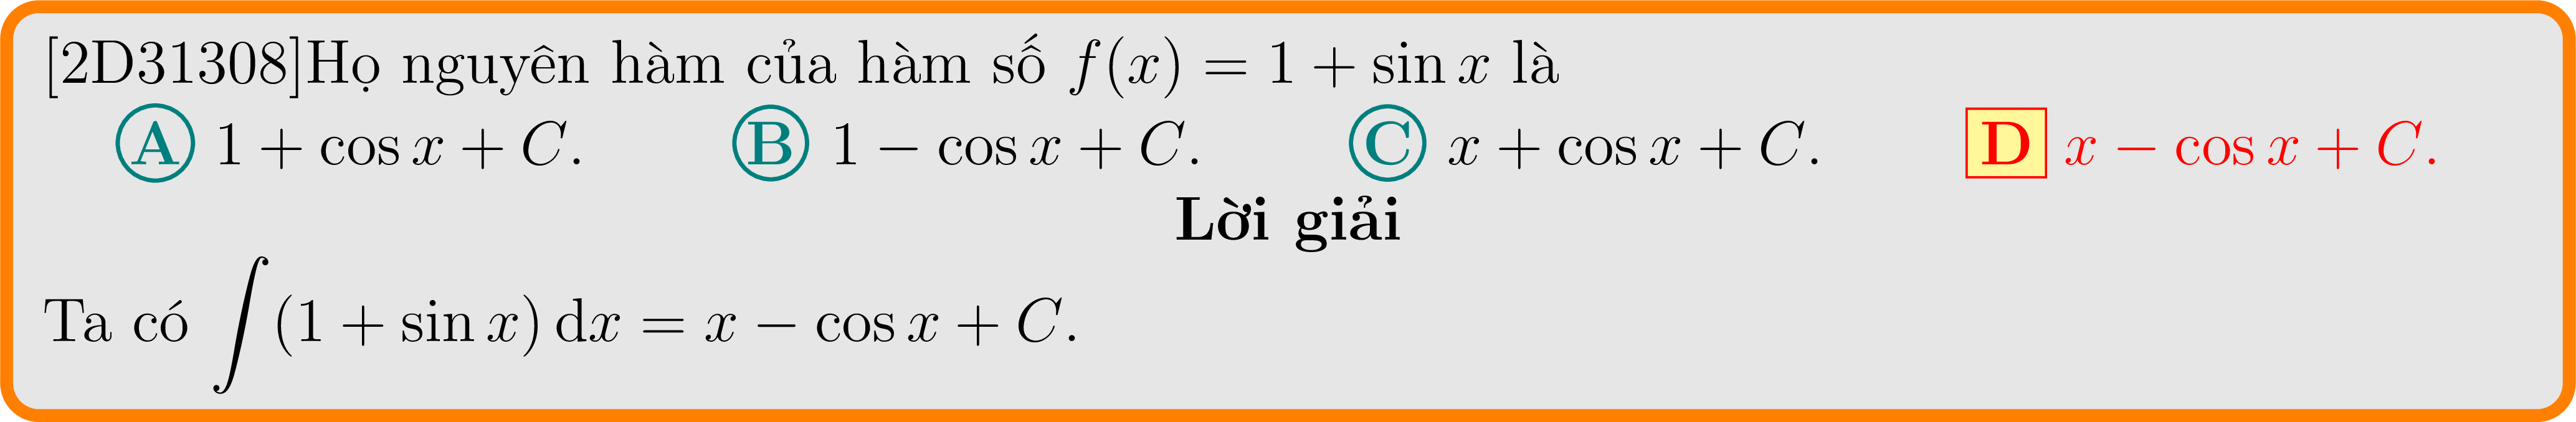 [2D31308]Họ nguyên hàm của hàm số f(x) = 1 + sin x là
A 1 + cos x + C. B 1 − cos x + C. C x + cos x + C. D x − cos x + C.
Lời giải
Ta có ∫(1 + sin x) dx = x − cos x + C.